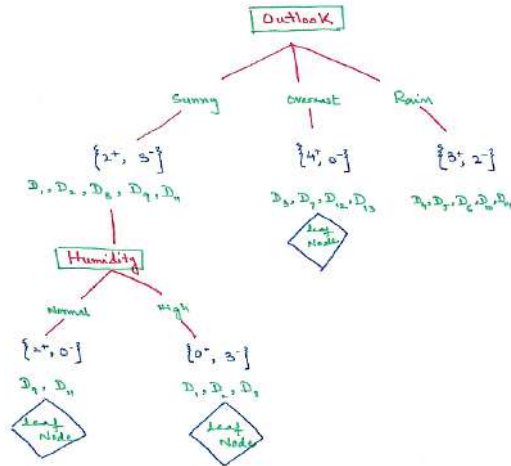 Outlook
Sunny Overcast Rain
{2⁺, 3⁻} {4⁺, 0⁻} {3⁺, 2⁻}
D₁, D₂, D₈, D₉, D₁₁ D₃, D₇, D₁₂, D₁₃ D₄, D₅, D₆, D₁₀, D₁₄
leaf
Node
Humidity
Normal High
{2⁺, 0⁻} {0⁺, 3⁻}
D₉, D₁₁ D₁, D₂, D₈
leaf leaf
Node Node